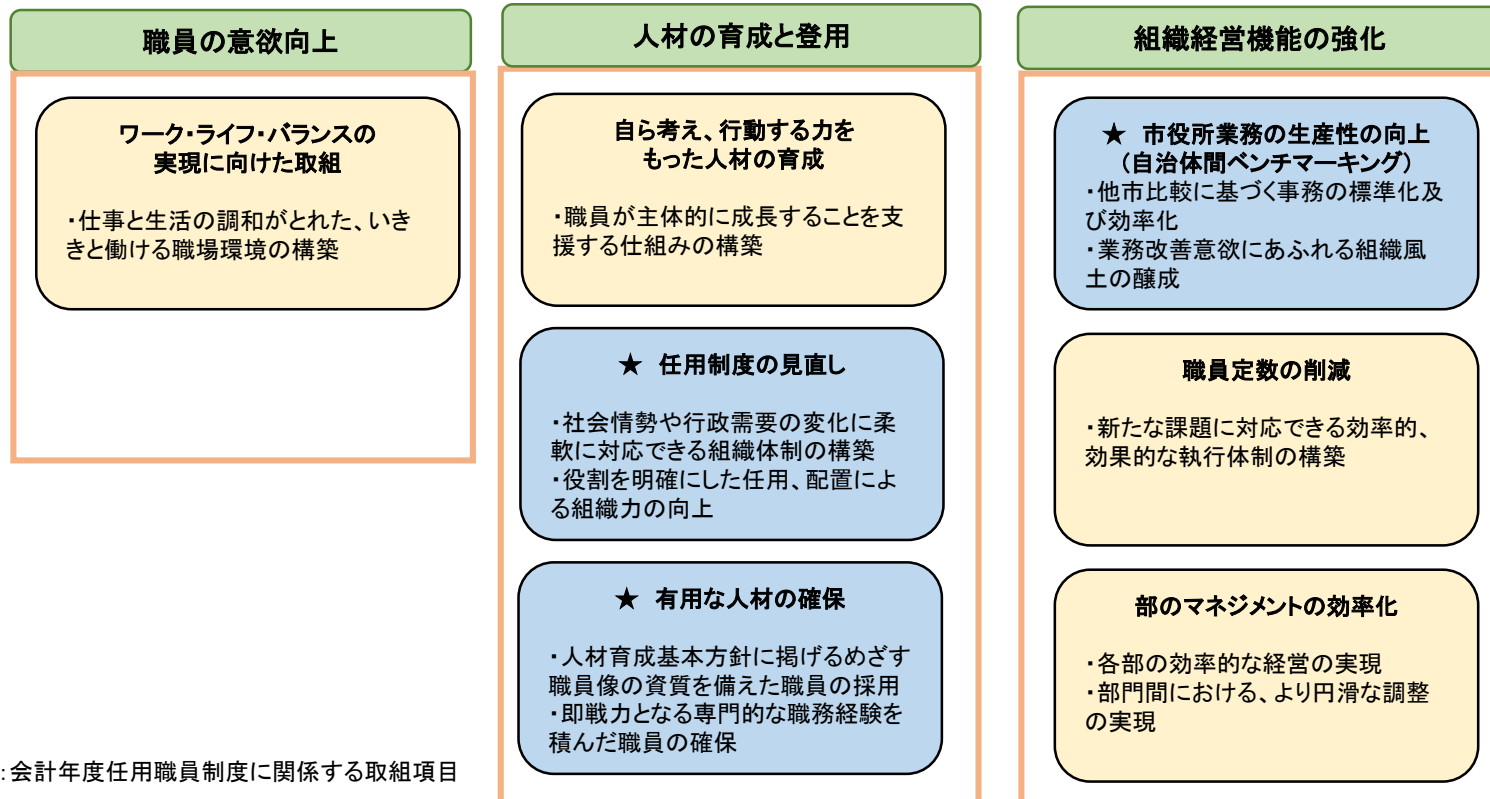 職員の意欲向上
ワーク・ライフ・バランスの
実現に向けた取組
・仕事と生活の調和がとれた、いき
きと働ける職場環境の構築
人材の育成と登用
自ら考え、行動する力を
もった人材の育成
・職員が主体的に成長することを支
援する仕組みの構築
★ 任用制度の見直し
・社会情勢や行政需要の変化に柔
軟に対応できる組織体制の構築
・役割を明確にした任用、配置によ
る組織力の向上
★ 有用な人材の確保
・人材育成基本方針に掲げるめざす
職員像の資質を備えた職員の採用
・即戦力となる専門的な職務経験を
積んだ職員の確保
組織経営機能の強化
★ 市役所業務の生産性の向上
（自治体間ベンチマーキング）
・他市比較に基づく事務の標準化及
び効率化
・業務改善意欲にあふれる組織風
土の醸成
職員定数の削減
・新たな課題に対応できる効率的、
効果的な執行体制の構築
部のマネジメントの効率化
・各部の効率的な経営の実現
・部門間における、より円滑な調整
の実現
：会計年度任用職員制度に関係する取組項目